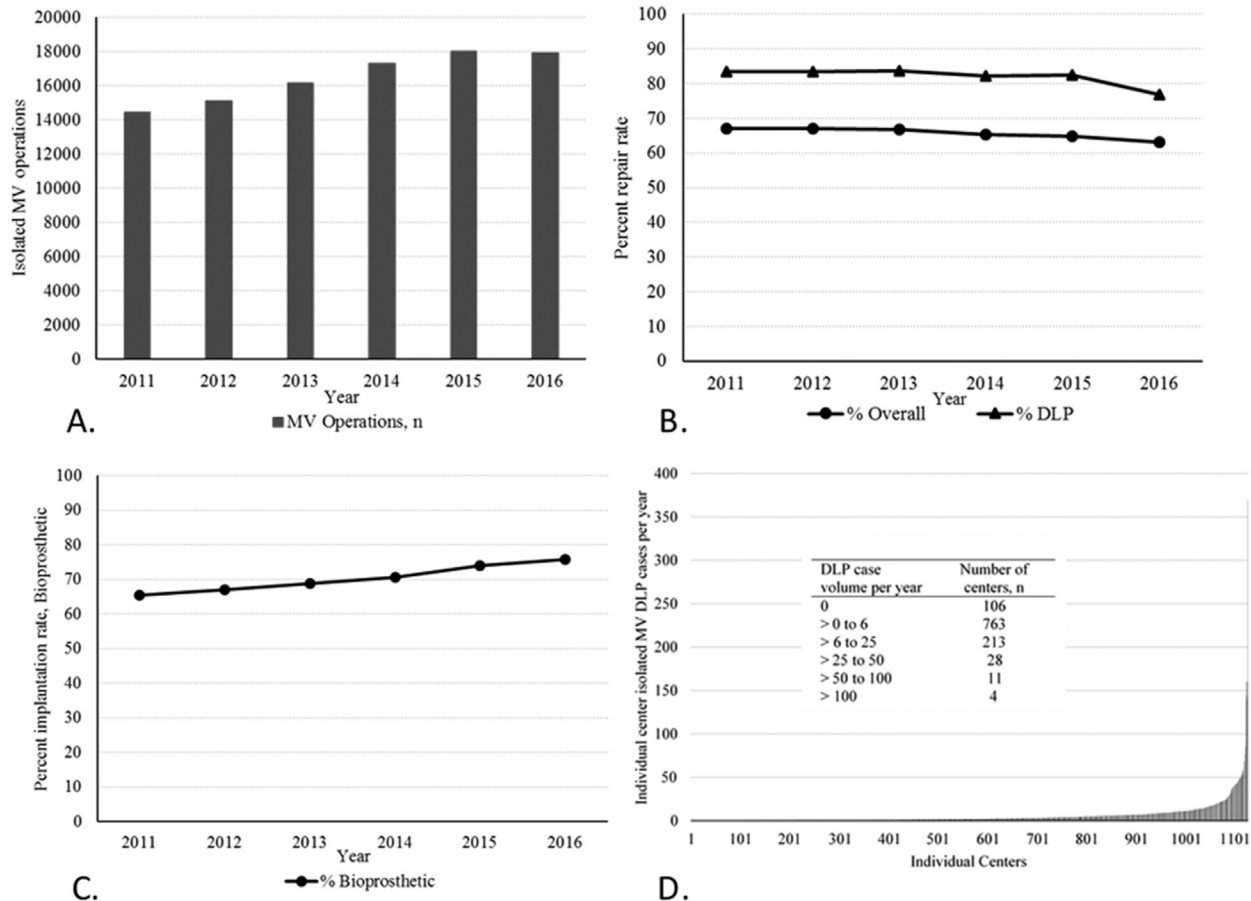 20000
18000
16000
14000
12000
10000
8000
6000
4000
2000
0
Isolated MV operations
2011 2012 2013 2014 2015 2016
Year
MV Operations, n
A.
100
90
80
70
60
50
40
30
20
10
0
Percent repair rate
2011 2012 2013 2014 2015 2016
Year
% Overall % DLP
B.
100
90
80
70
60
50
40
30
20
10
0
Percent implantation rate, Bioprosthetic
2011 2012 2013 2014 2015 2016
Year
% Bioprosthetic
C.
400
350
300
250
200
150
100
50
0
Individual center isolated MV DLP cases per year
DLP case Number of
volume per year centers, n
0 106
> 0 to 6 763
> 6 to 25 213
> 25 to 50 28
> 50 to 100 11
> 100 4
1 101 201 301 401 501 601 701 801 901 1001 1101
Individual Centers
D.